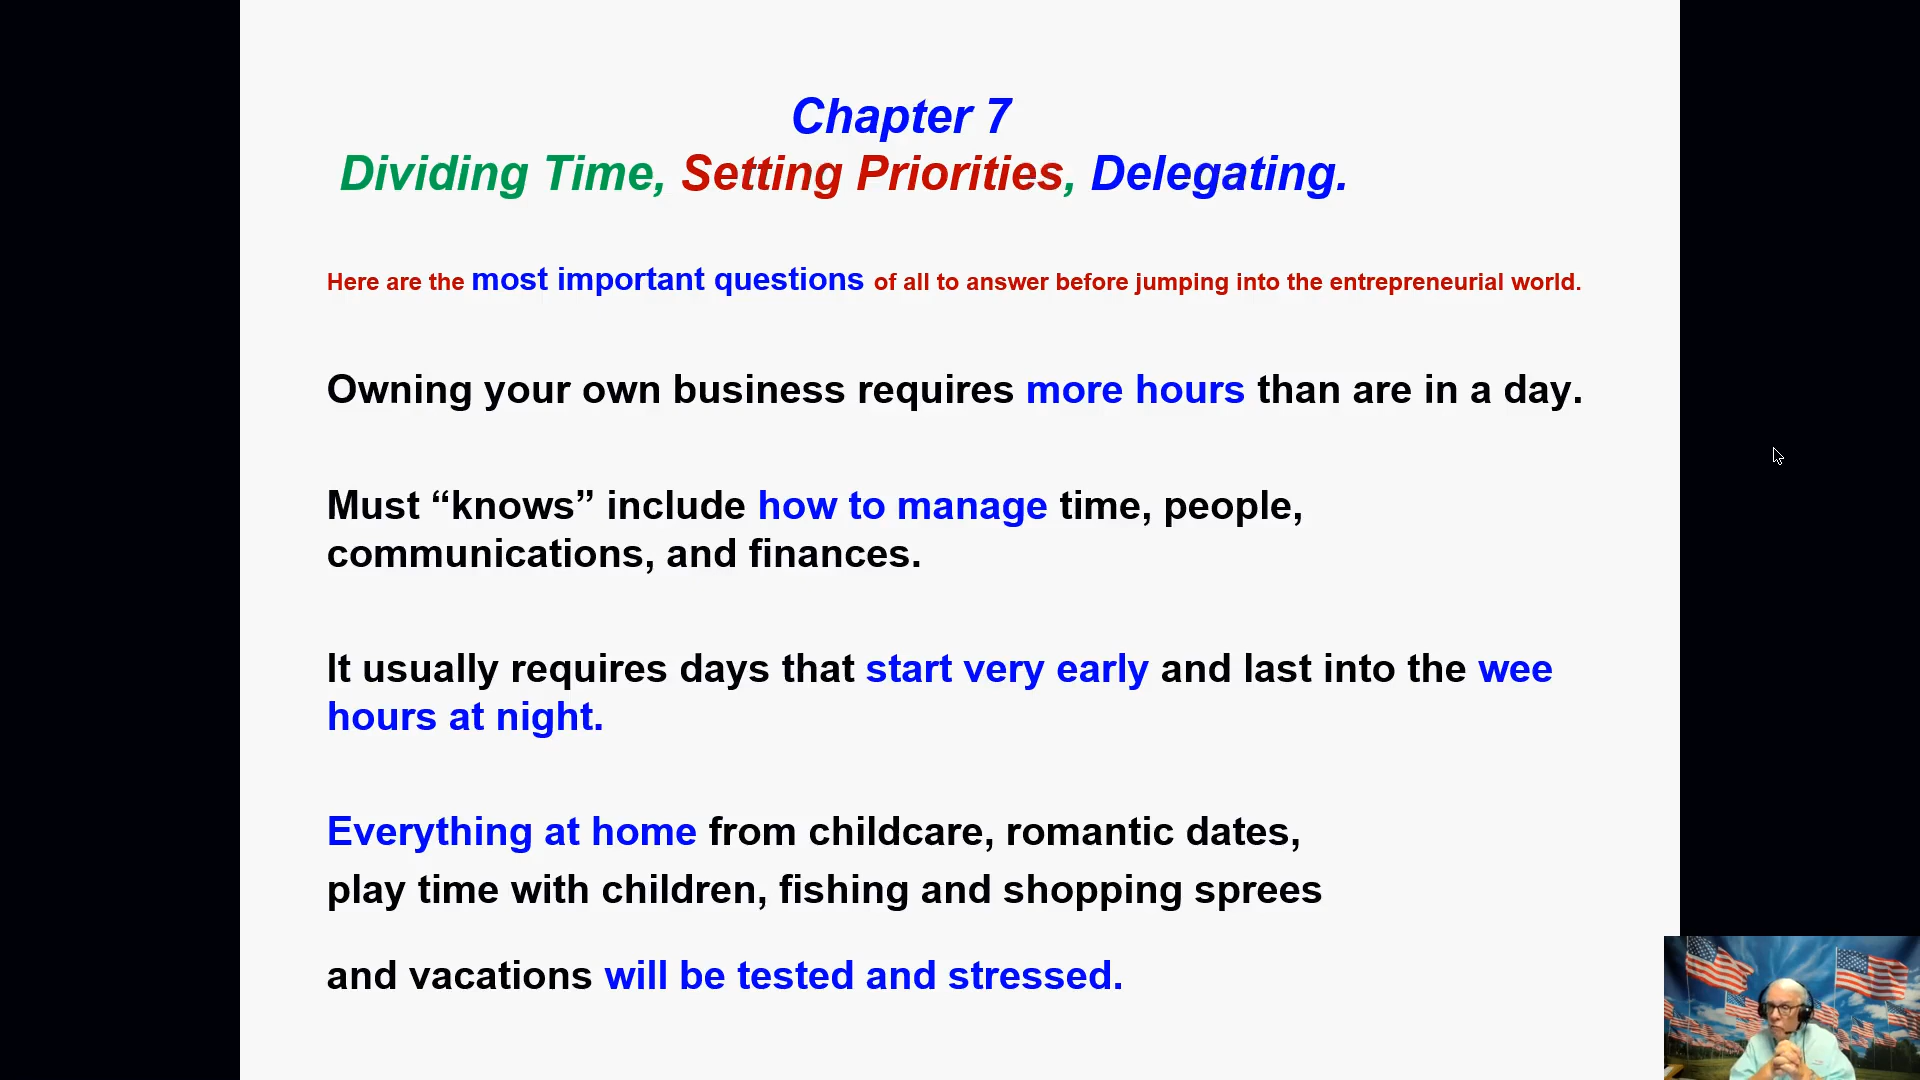 Chapter 7
Dividing Time, Setting Priorities, Delegating.
Here are the most important questions of all to answer before jumping into the entrepreneurial world.
Owning your own business requires more hours than are in a day.
Must “knows” include how to manage time, people,
communications, and finances.
It usually requires days that start very early and last into the wee
hours at night.
Everything at home from childcare, romantic dates,
play time with children, fishing and shopping sprees
and vacations will be tested and stressed.